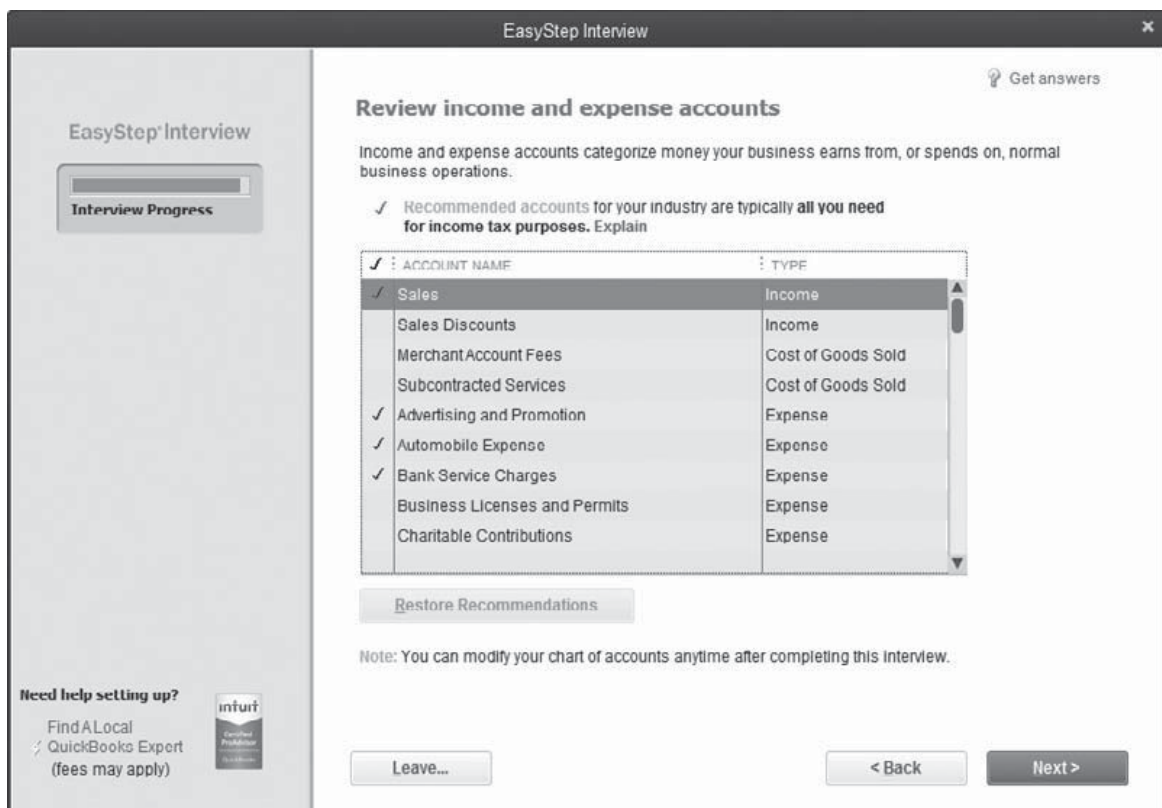 EasyStep Interview
Get answers
EasyStep Interview
Interview Progress
Review income and expense accounts
Income and expense accounts categorize money your business earns from, or spends on, normal
business operations.
✓ Recommended accounts for your industry are typically all you need
for income tax purposes. Explain
✓ ACCOUNT NAME TYPE
✓ Sales Income
Sales Discounts Income
Merchant Account Fees Cost of Goods Sold
Subcontracted Services Cost of Goods Sold
✓ Advertising and Promotion Expense
✓ Automobile Expense Expense
✓ Bank Service Charges Expense
Business Licenses and Permits Expense
Charitable Contributions Expense
Restore Recommendations
Note: You can modify your chart of accounts anytime after completing this interview.
Need help setting up?
Find A Local
QuickBooks Expert
(fees may apply)
intuit
Certified
ProAdvisor
QuickBooks
Leave...
< Back
Next >